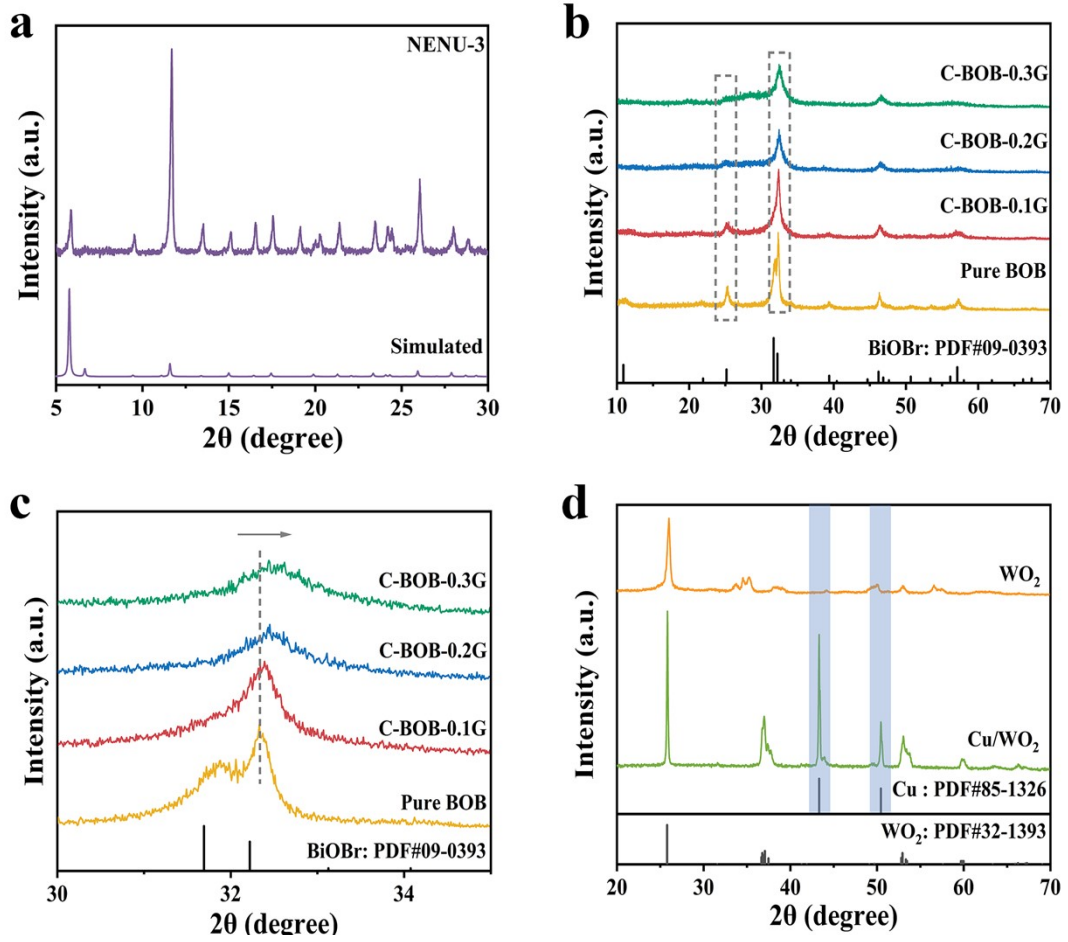 a
NENU-3
Simulated
Intensity (a.u.)
5 10 15 20 25 30
2θ (degree)
b
C-BOB-0.3G
C-BOB-0.2G
C-BOB-0.1G
Pure BOB
BiOBr: PDF#09-0393
Intensity (a.u.)
10 20 30 40 50 60 70
2θ (degree)
c
C-BOB-0.3G
C-BOB-0.2G
C-BOB-0.1G
Pure BOB
BiOBr: PDF#09-0393
Intensity (a.u.)
30 32 34
2θ (degree)
d
WO₂
Cu/WO₂
Cu : PDF#85-1326
WO₂: PDF#32-1393
Intensity (a.u.)
20 30 40 50 60 70
2θ (degree)